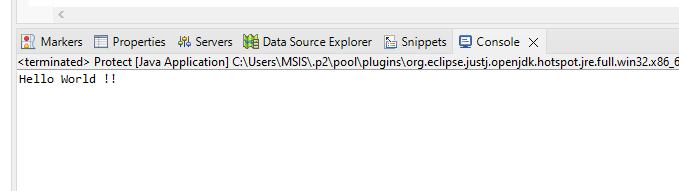 Markers Properties Servers Data Source Explorer Snippets Console
<terminated> Protect [Java Application] C:\Users\MSIS\.p2\pool\plugins\org.eclipse.justj.openjdk.hotspot.jre.full.win32.x86_6
Hello World !!